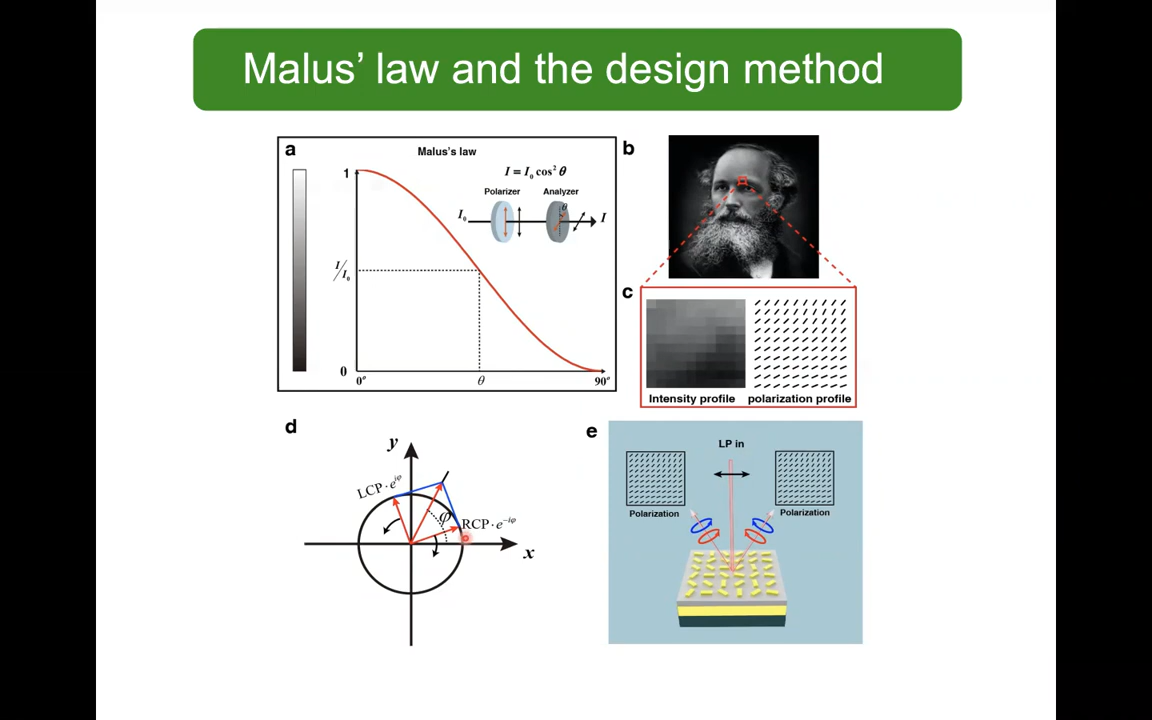 Malus’ law and the design method
a
Malus's law
1
I = I₀ cos² θ
Polarizer
Analyzer
I₀
θ
I
I/I₀
0
0°
θ
90°
b
c
Intensity profile
polarization profile
d
y
LCP·e^{iφ}
φ
RCP·e^{-iφ}
x
e
LP in
Polarization
Polarization